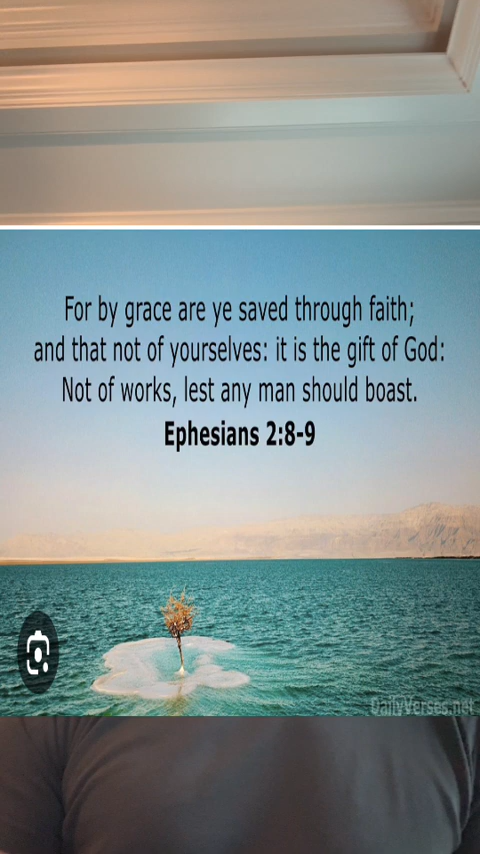 For by grace are ye saved through faith;
and that not of yourselves: it is the gift of God:
Not of works, lest any man should boast.
Ephesians 2:8-9
DailyVerses.net